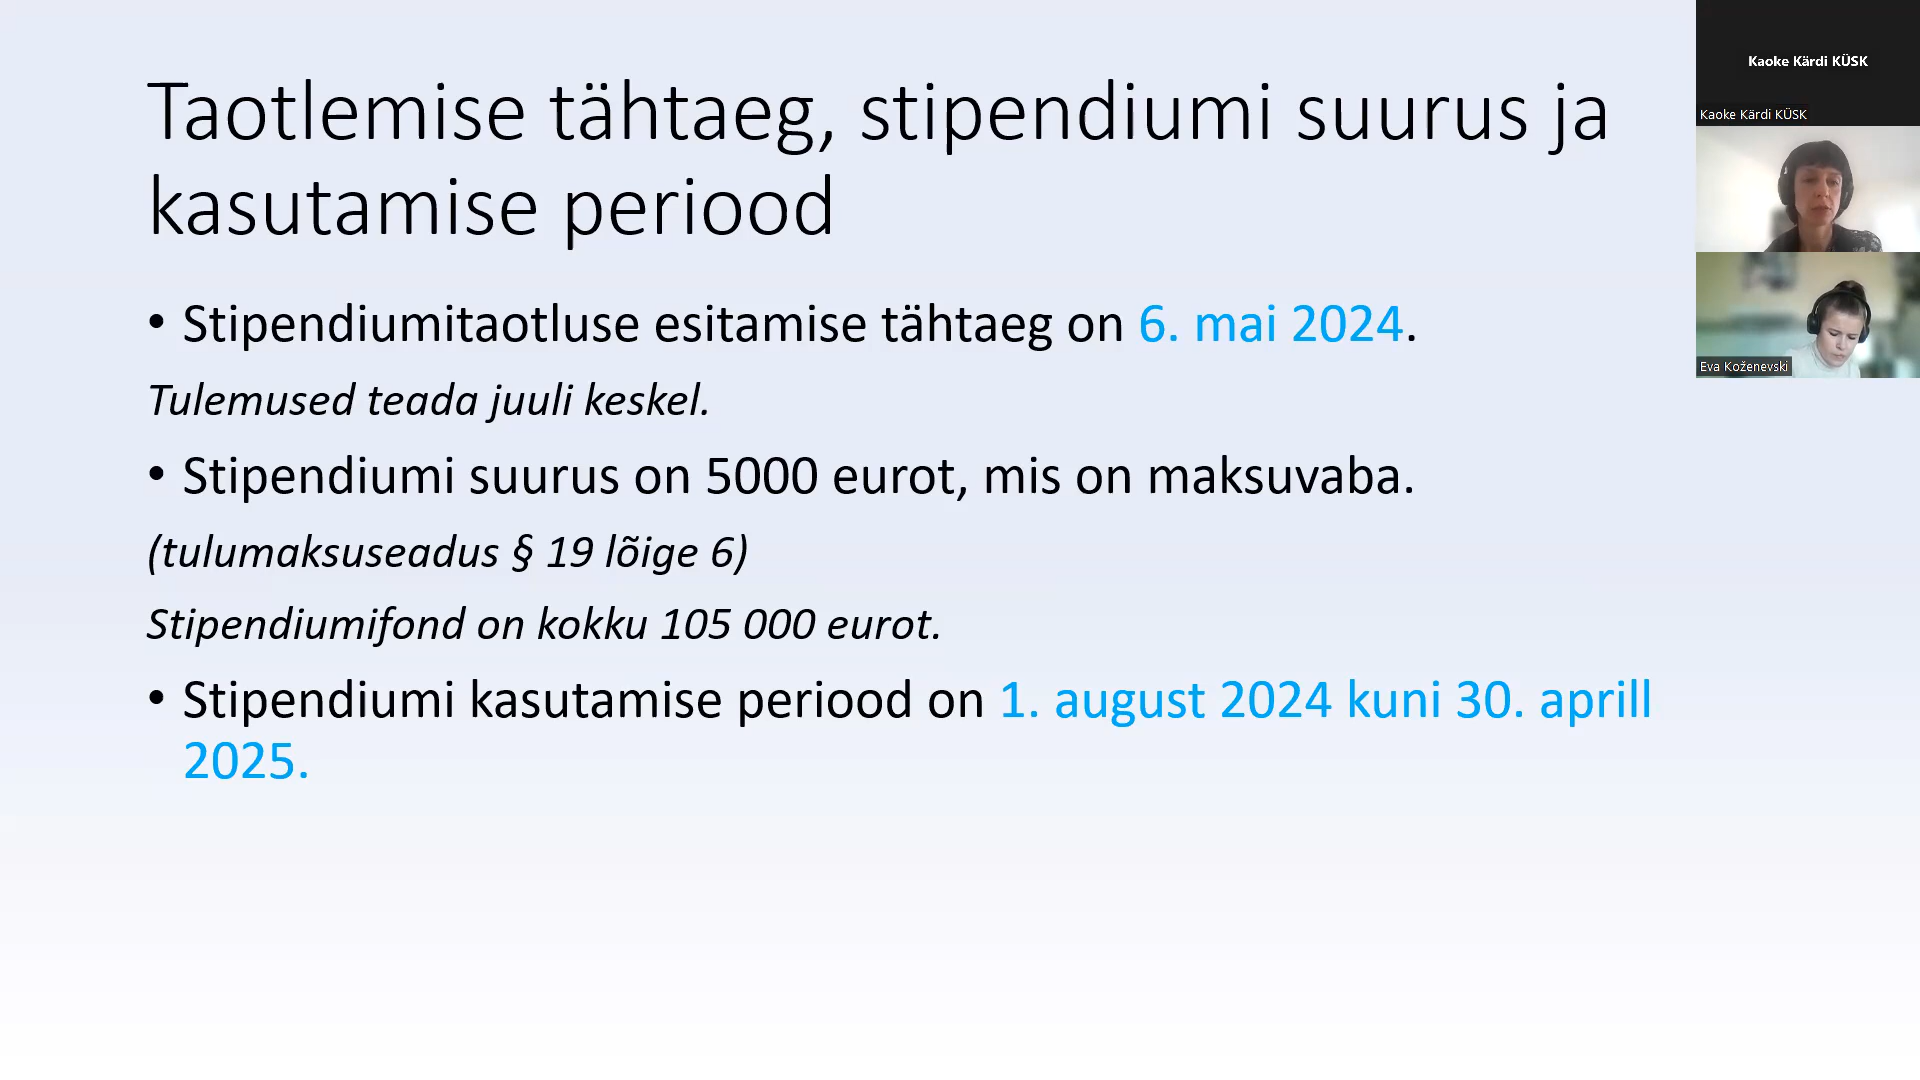 Taotlemise tähtaeg, stipendiumi suurus ja
kasutamise periood
• Stipendiumitaotluse esitamise tähtaeg on 6. mai 2024.
Tulemused teada juuli keskel.
• Stipendiumi suurus on 5000 eurot, mis on maksuvaba.
(tulumaksuseadus § 19 lõige 6)
Stipendiumifond on kokku 105 000 eurot.
• Stipendiumi kasutamise periood on 1. august 2024 kuni 30. aprill
2025.
Kaoke Kärdi KÜSK
Kaoke Kärdi KÜSK
Eva Koženevski